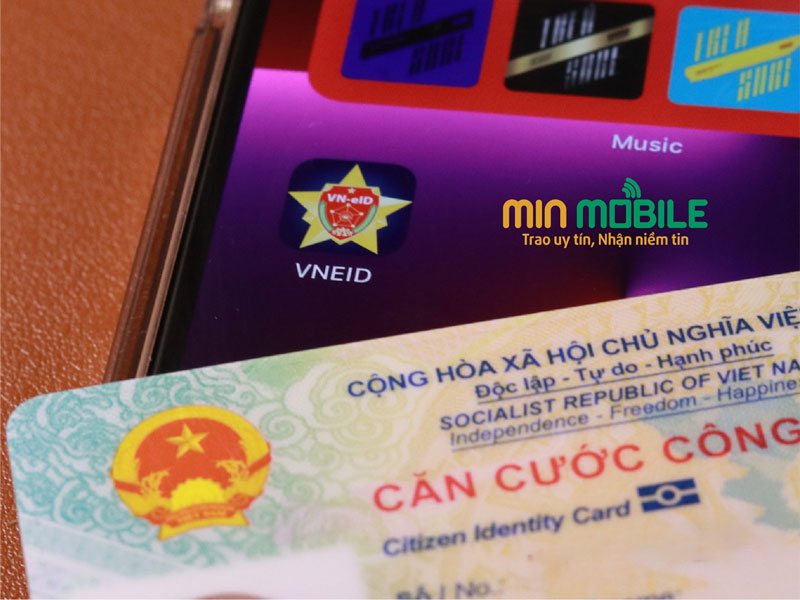 Music
VN-eID
VNEID
MIN MOBILE
Trao uy tín, Nhận niềm tin
CỘNG HÒA XÃ HỘI CHỦ NGHĨA VIỆ
Độc lập - Tự do - Hạnh phúc
SOCIALIST REPUBLIC OF VIET NA
Independence - Freedom - Happine
CĂN CƯỚC CÔNG
Citizen Identity Card
Số / No.: